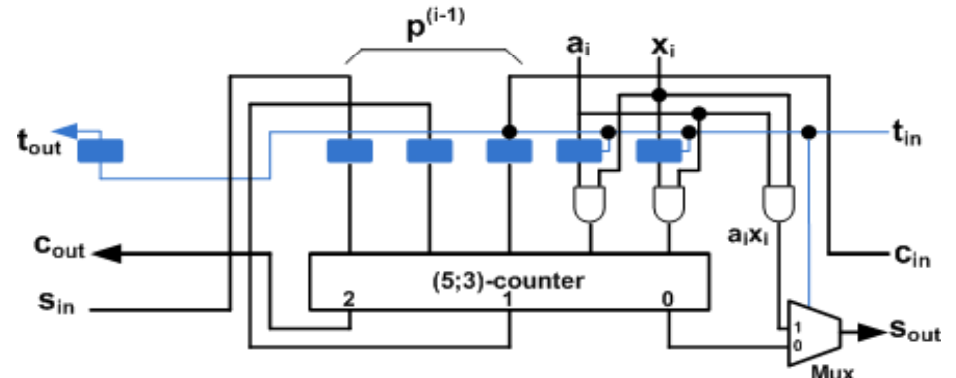 p(i-1)
ai
xi
tout
tin
aixi
cout
cin
(5;3)-counter
sin
2
1
0
1
0
sout
Mux